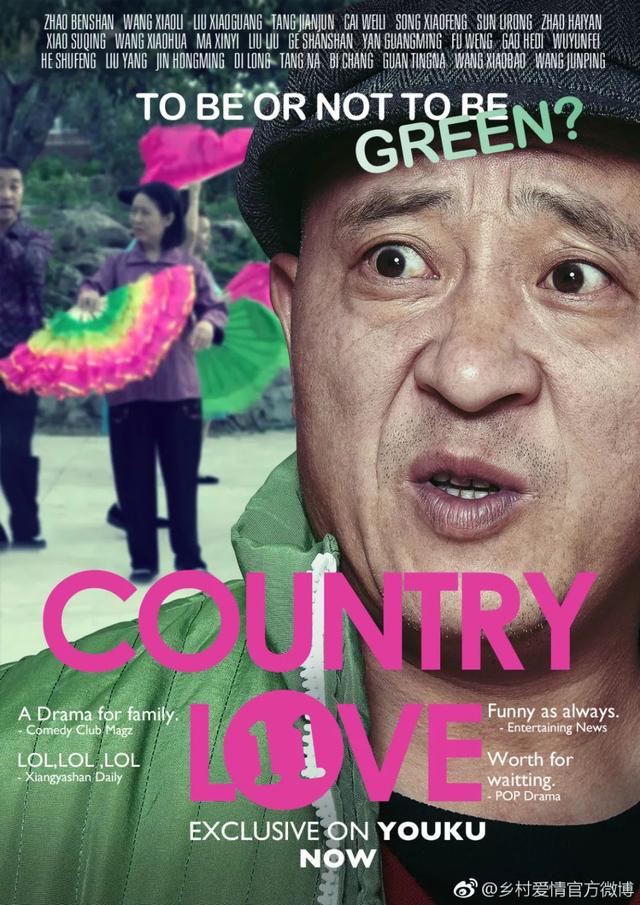 ZHAO BENSHAN WANG XIAOLI LIU XIAOGUANG TANG JIANJUN CAI WEILI SONG XIAOFENG SUN LIRONG ZHAO HAIYAN
XIAO SUQING WANG XIAOHUA MA XINYI LIU LIU GE SHANSHAN YAN GUANGMING FU WENG GAO HEDI WUYUNFEI
HE SHUFENG LIU YANG JIN HONGMING DI LONG TANG NA BI CHANG GUAN TINGNA WANG XIAOBAO WANG JUNPING
TO BE OR NOT TO BE
GREEN?
COUNTRY
LOVE
11
A Drama for family.
- Comedy Club Magz
LOL,LOL ,LOL
- Xiangyashan Daily
Funny as always.
- Entertaining News
Worth for
waitting.
- POP Drama
EXCLUSIVE ON YOUKU
NOW
@乡村爱情官方微博